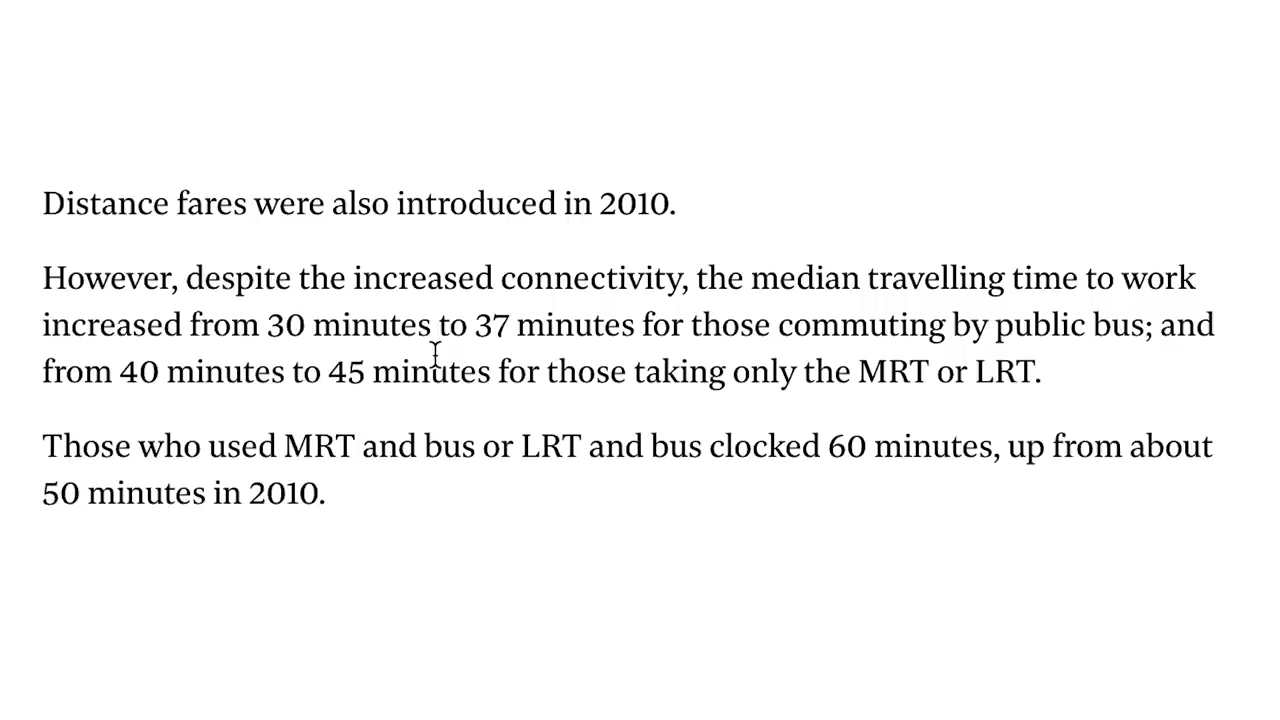 Distance fares were also introduced in 2010.
However, despite the increased connectivity, the median travelling time to work
increased from 30 minutes to 37 minutes for those commuting by public bus; and
from 40 minutes to 45 minutes for those taking only the MRT or LRT.
Those who used MRT and bus or LRT and bus clocked 60 minutes, up from about
50 minutes in 2010.